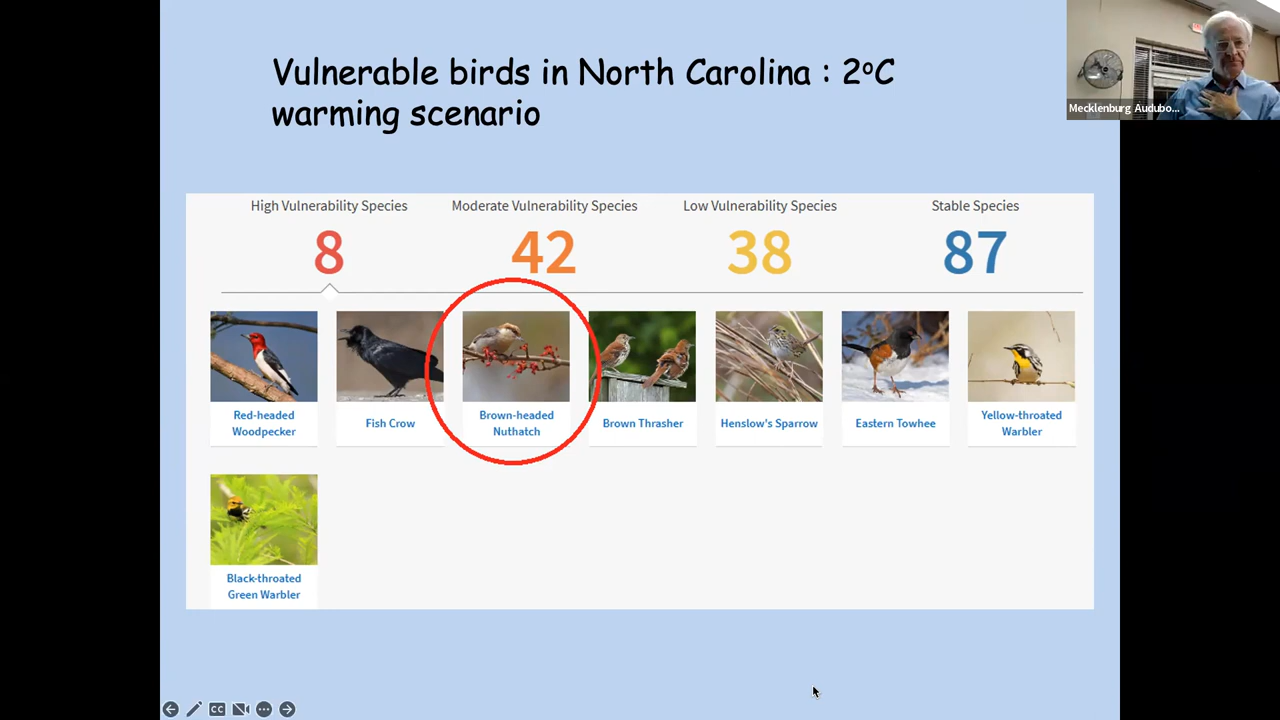 Vulnerable birds in North Carolina : 2°C
warming scenario
Mecklenburg Audubo...
High Vulnerability Species
Moderate Vulnerability Species
Low Vulnerability Species
Stable Species
8
42
38
87
Red-headed
Woodpecker
Fish Crow
Brown-headed
Nuthatch
Brown Thrasher
Henslow's Sparrow
Eastern Towhee
Yellow-throated
Warbler
Black-throated
Green Warbler
CC